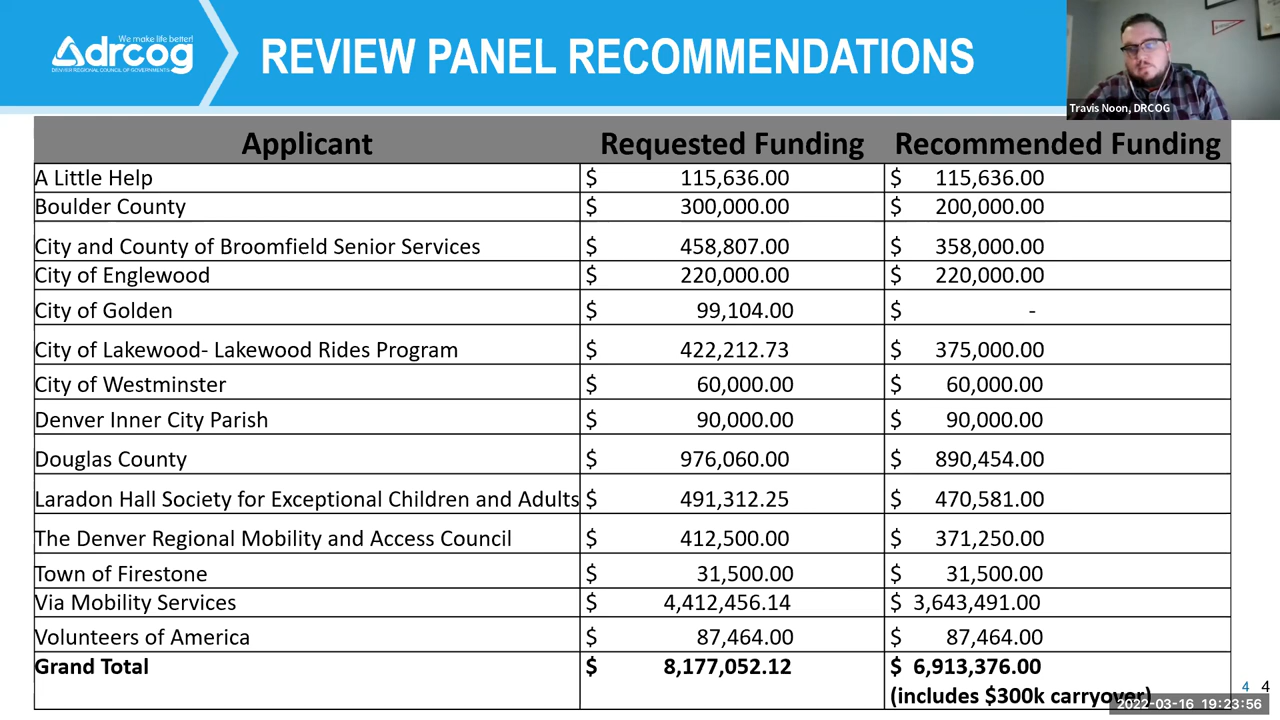 We make life better!
drcog
DENVER REGIONAL COUNCIL OF GOVERNMENTS
REVIEW PANEL RECOMMENDATIONS
Travis Noon, DRCOG
Applicant Requested Funding Recommended Funding
A Little Help $ 115,636.00 $ 115,636.00
Boulder County $ 300,000.00 $ 200,000.00
City and County of Broomfield Senior Services $ 458,807.00 $ 358,000.00
City of Englewood $ 220,000.00 $ 220,000.00
City of Golden $ 99,104.00 $ -
City of Lakewood- Lakewood Rides Program $ 422,212.73 $ 375,000.00
City of Westminster $ 60,000.00 $ 60,000.00
Denver Inner City Parish $ 90,000.00 $ 90,000.00
Douglas County $ 976,060.00 $ 890,454.00
Laradon Hall Society for Exceptional Children and Adults $ 491,312.25 $ 470,581.00
The Denver Regional Mobility and Access Council $ 412,500.00 $ 371,250.00
Town of Firestone $ 31,500.00 $ 31,500.00
Via Mobility Services $ 4,412,456.14 $ 3,643,491.00
Volunteers of America $ 87,464.00 $ 87,464.00
Grand Total $ 8,177,052.12 $ 6,913,376.00
(includes $300k carryover)
4 4
2022-03-16 19:23:56